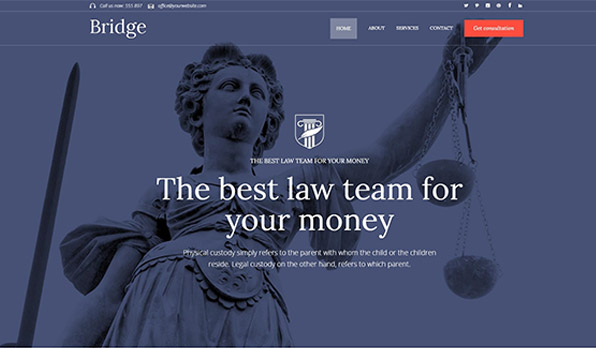 Call us now: 555 897 office@yourwebsite.com
Bridge
HOME ABOUT SERVICES CONTACT Get consultation
THE BEST LAW TEAM FOR YOUR MONEY
The best law team for
your money
Physical custody simply refers to the parent with whom the child or the children
reside. Legal custody on the other hand, refers to which parent.